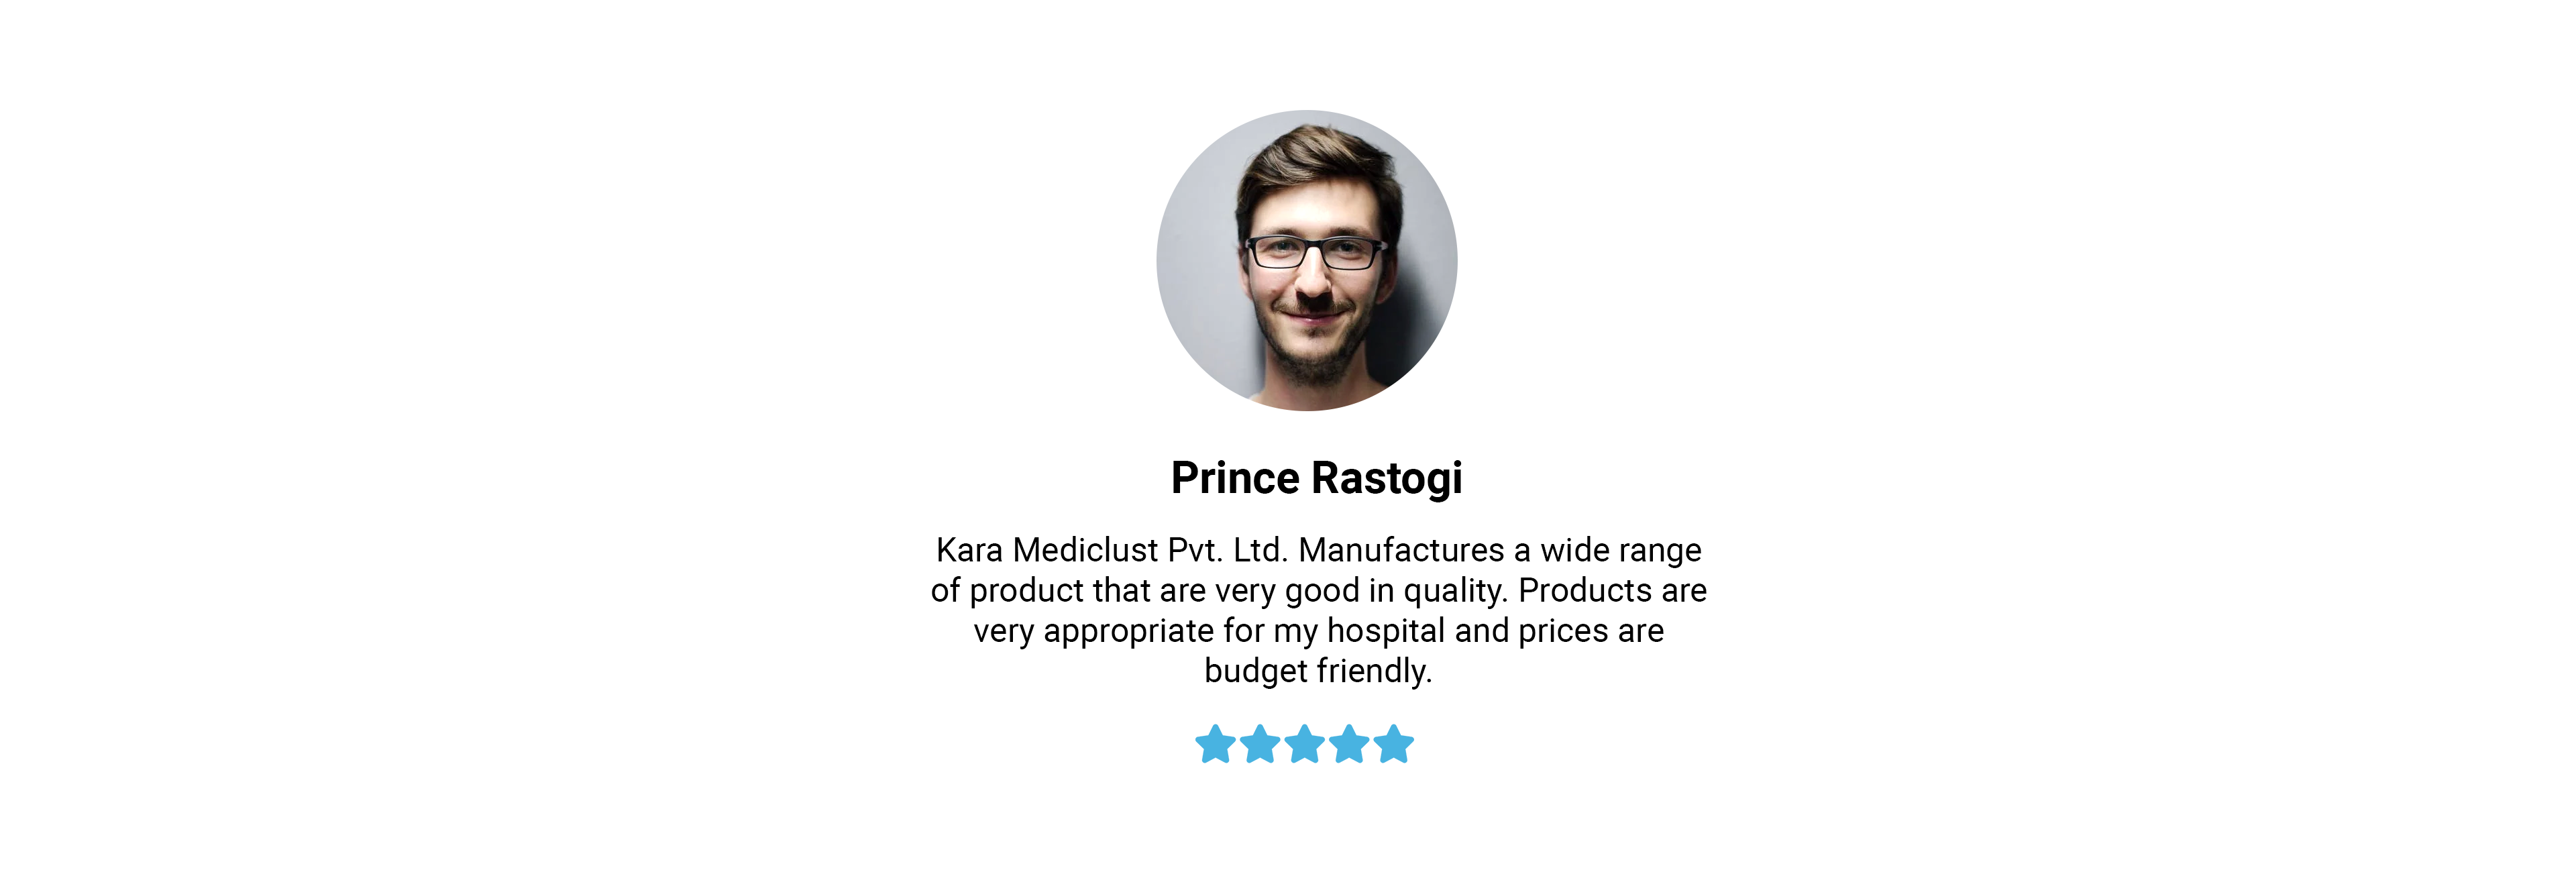 Prince Rastogi
Kara Mediclust Pvt. Ltd. Manufactures a wide range
of product that are very good in quality. Products are
very appropriate for my hospital and prices are
budget friendly.